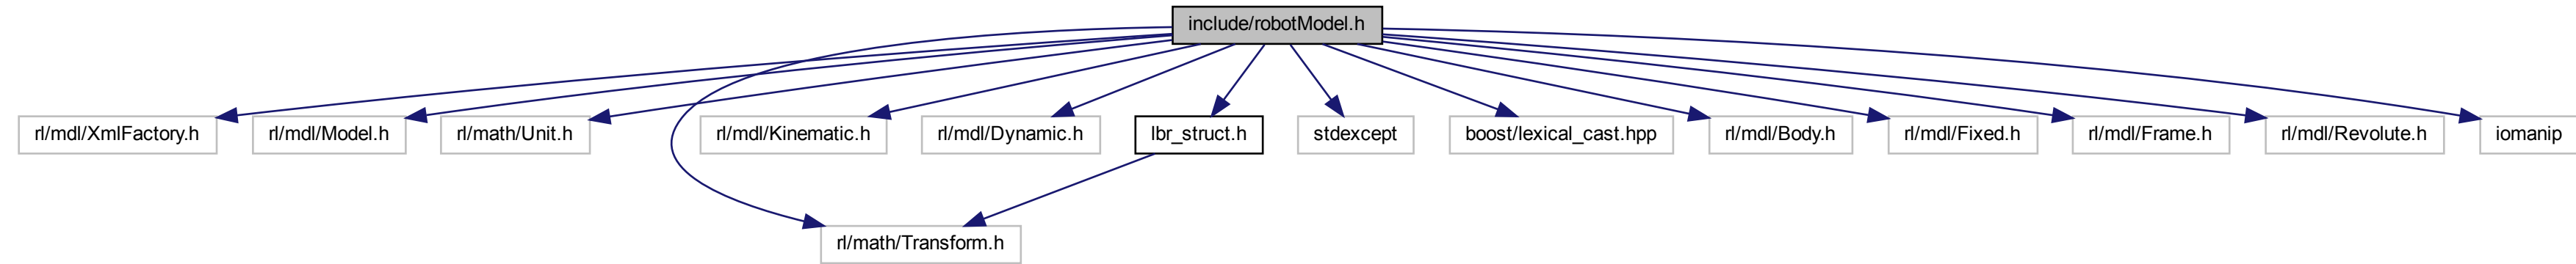 include/robotModel.h
rl/mdl/XmlFactory.h
rl/mdl/Model.h
rl/math/Unit.h
rl/mdl/Kinematic.h
rl/mdl/Dynamic.h
lbr_struct.h
stdexcept
boost/lexical_cast.hpp
rl/mdl/Body.h
rl/mdl/Fixed.h
rl/mdl/Frame.h
rl/mdl/Revolute.h
iomanip
rl/math/Transform.h